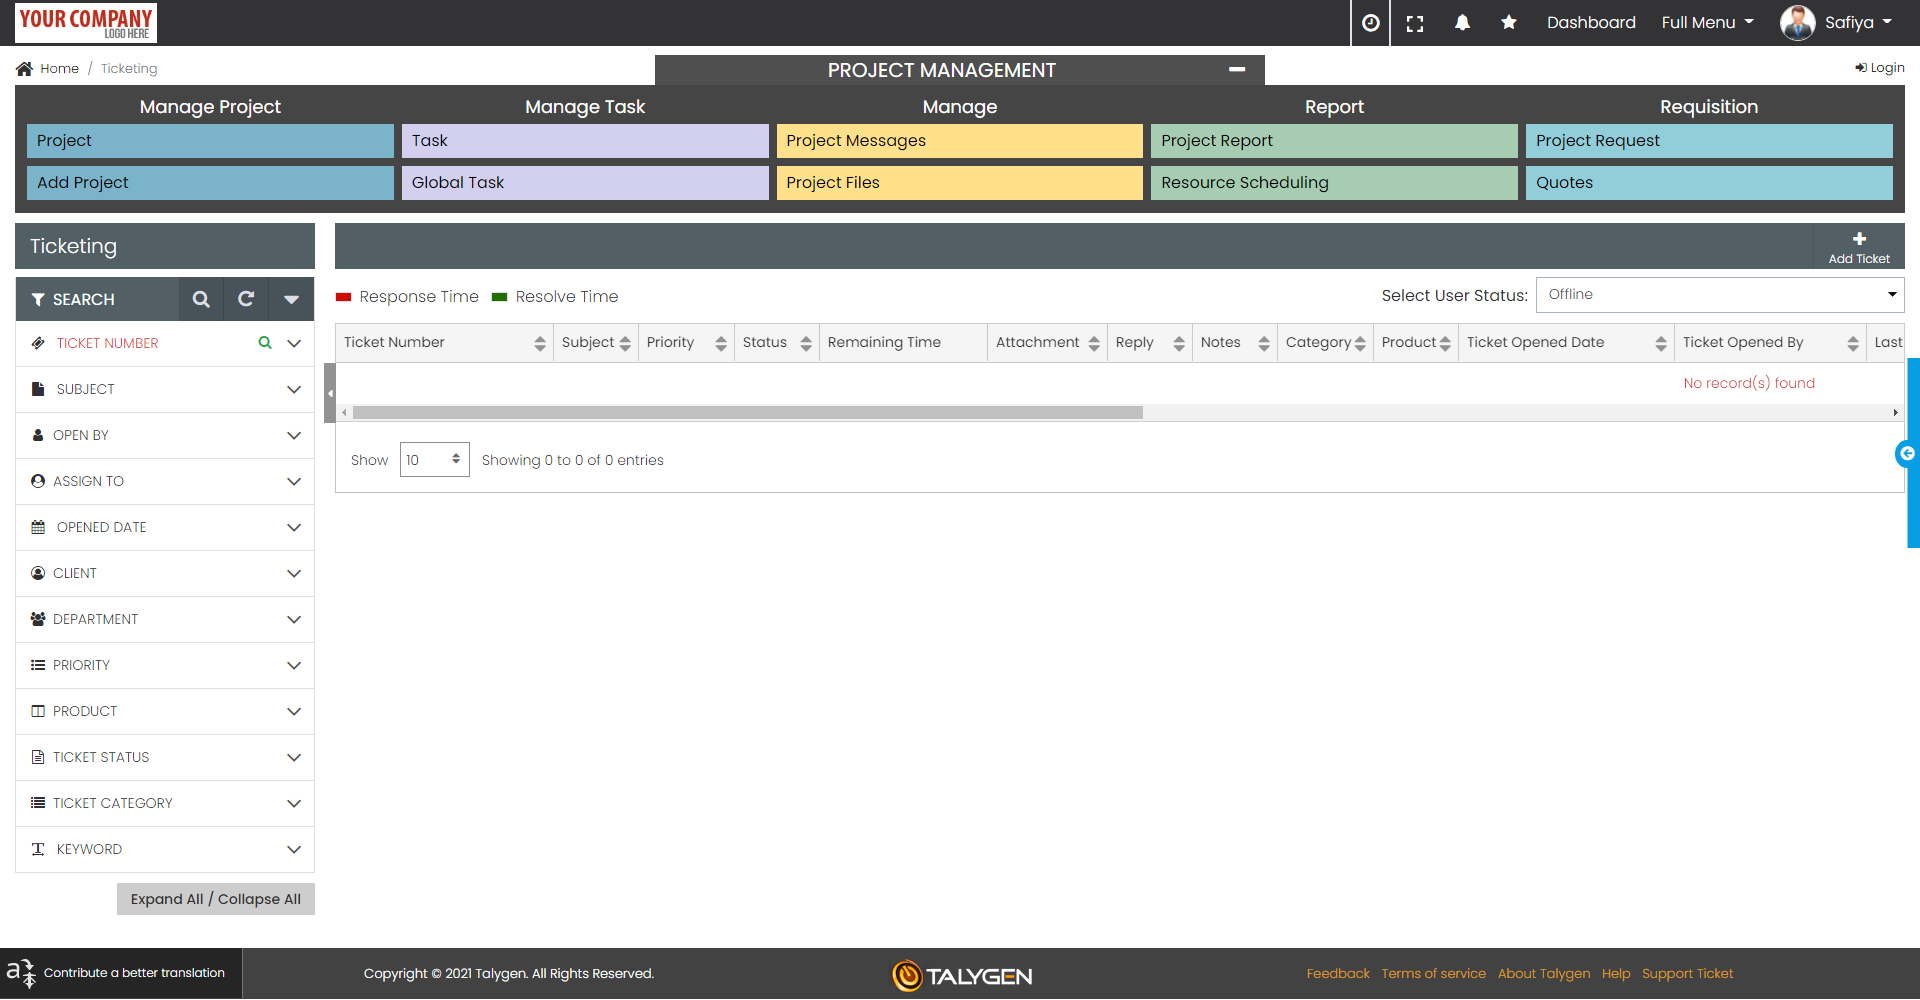 YOUR COMPANY
LOGO HERE
Dashboard
Full Menu
Safiya
Home / Ticketing
PROJECT MANAGEMENT
Login
Manage Project
Manage Task
Manage
Report
Requisition
Project
Task
Project Messages
Project Report
Project Request
Add Project
Global Task
Project Files
Resource Scheduling
Quotes
Ticketing
Add Ticket
SEARCH
TICKET NUMBER
SUBJECT
OPEN BY
ASSIGN TO
OPENED DATE
CLIENT
DEPARTMENT
PRIORITY
PRODUCT
TICKET STATUS
TICKET CATEGORY
KEYWORD
Expand All / Collapse All
Response Time
Resolve Time
Select User Status:
Offline
Ticket Number
Subject
Priority
Status
Remaining Time
Attachment
Reply
Notes
Category
Product
Ticket Opened Date
Ticket Opened By
Last
No record(s) found
Show 10 Showing 0 to 0 of 0 entries
Contribute a better translation
Copyright © 2021 Talygen. All Rights Reserved.
TALYGEN
Feedback
Terms of service
About Talygen
Help
Support Ticket